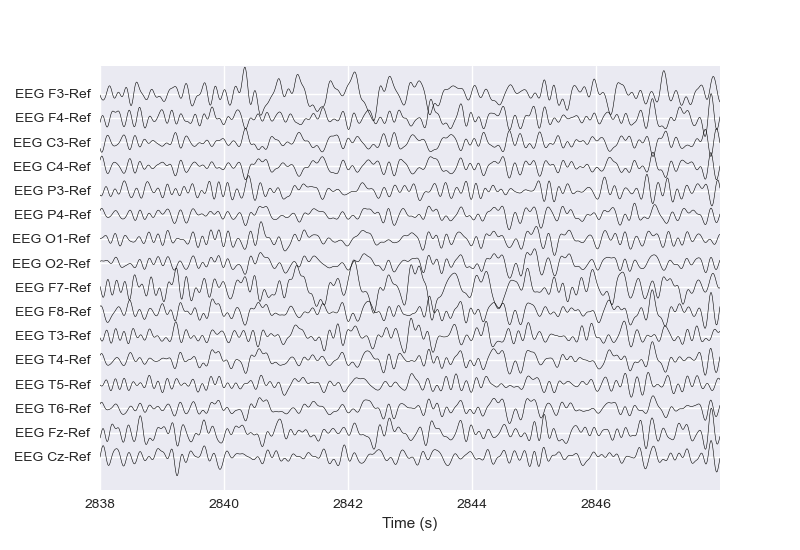 EEG F3-Ref
EEG F4-Ref
EEG C3-Ref
EEG C4-Ref
EEG P3-Ref
EEG P4-Ref
EEG O1-Ref
EEG O2-Ref
EEG F7-Ref
EEG F8-Ref
EEG T3-Ref
EEG T4-Ref
EEG T5-Ref
EEG T6-Ref
EEG Fz-Ref
EEG Cz-Ref
2838 2840 2842 2844 2846
Time (s)